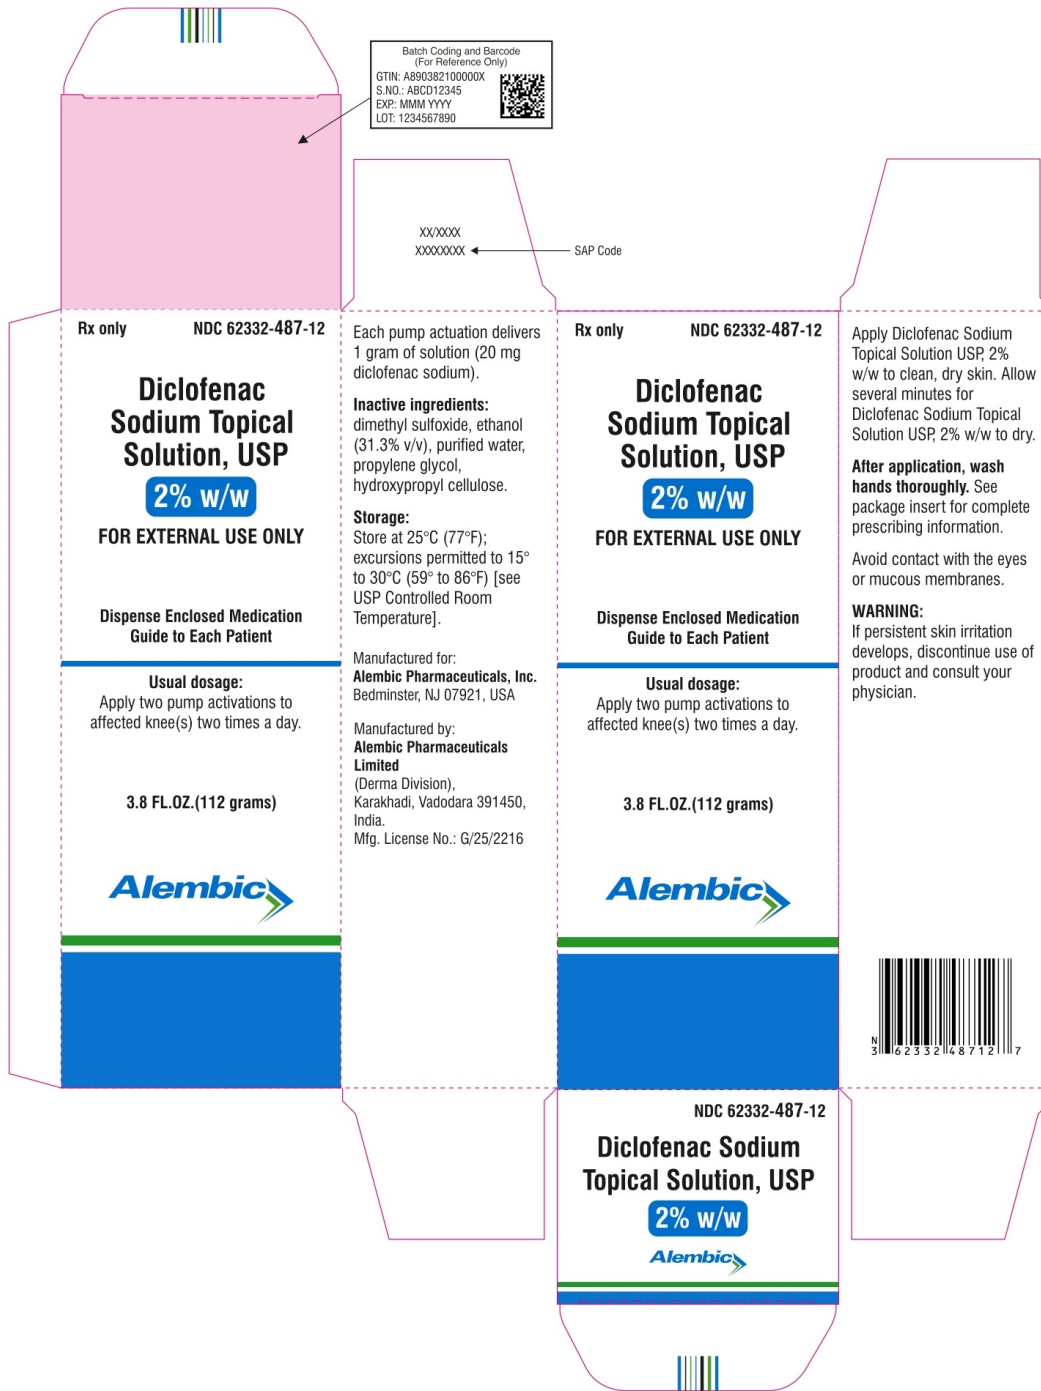 Batch Coding and Barcode
(For Reference Only)
GTIN: A890382100000X
S.NO.: ABCD12345
EXP.: MMM YYYY
LOT: 1234567890
XX/XXXX
XXXXXXXX
SAP Code
Rx only NDC 62332-487-12
Diclofenac
Sodium Topical
Solution, USP
2% w/w
FOR EXTERNAL USE ONLY
Dispense Enclosed Medication
Guide to Each Patient
Usual dosage:
Apply two pump activations to
affected knee(s) two times a day.
3.8 FL.OZ.(112 grams)
Alembic
Each pump actuation delivers
1 gram of solution (20 mg
diclofenac sodium).
Inactive ingredients:
dimethyl sulfoxide, ethanol
(31.3% v/v), purified water,
propylene glycol,
hydroxypropyl cellulose.
Storage:
Store at 25°C (77°F);
excursions permitted to 15°
to 30°C (59° to 86°F) [see
USP Controlled Room
Temperature].
Manufactured for:
Alembic Pharmaceuticals, Inc.
Bedminster, NJ 07921, USA
Manufactured by:
Alembic Pharmaceuticals
Limited
(Derma Division),
Karakhadi, Vadodara 391450,
India.
Mfg. License No.: G/25/2216
Rx only NDC 62332-487-12
Diclofenac
Sodium Topical
Solution, USP
2% w/w
FOR EXTERNAL USE ONLY
Dispense Enclosed Medication
Guide to Each Patient
Usual dosage:
Apply two pump activations to
affected knee(s) two times a day.
3.8 FL.OZ.(112 grams)
Alembic
Apply Diclofenac Sodium
Topical Solution USP, 2%
w/w to clean, dry skin. Allow
several minutes for
Diclofenac Sodium Topical
Solution USP, 2% w/w to dry.
After application, wash
hands thoroughly. See
package insert for complete
prescribing information.
Avoid contact with the eyes
or mucous membranes.
WARNING:
If persistent skin irritation
develops, discontinue use of
product and consult your
physician.
N
3 62332 48712 7
NDC 62332-487-12
Diclofenac Sodium
Topical Solution, USP
2% w/w
Alembic